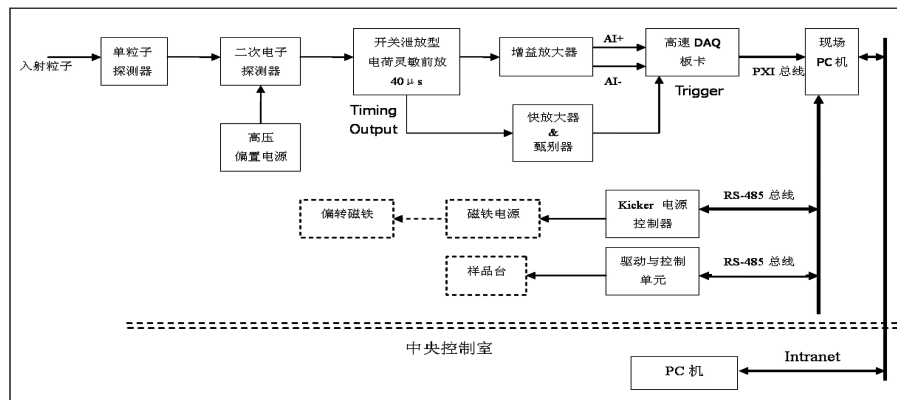 入射粒子
单粒子
探测器
二次电子
探测器
高压
偏置电源
开关泄放型
电荷灵敏前放
40μs
Timing
Output
增益放大器
AI+
AI-
快放大器
&
甄别器
高速 DAQ
板卡
Trigger
PXI 总线
现场
PC 机
偏转磁铁
磁铁电源
Kicker 电源
控制器
RS-485 总线
样品台
驱动与控制
单元
RS-485 总线
中央控制室
PC 机
Intranet